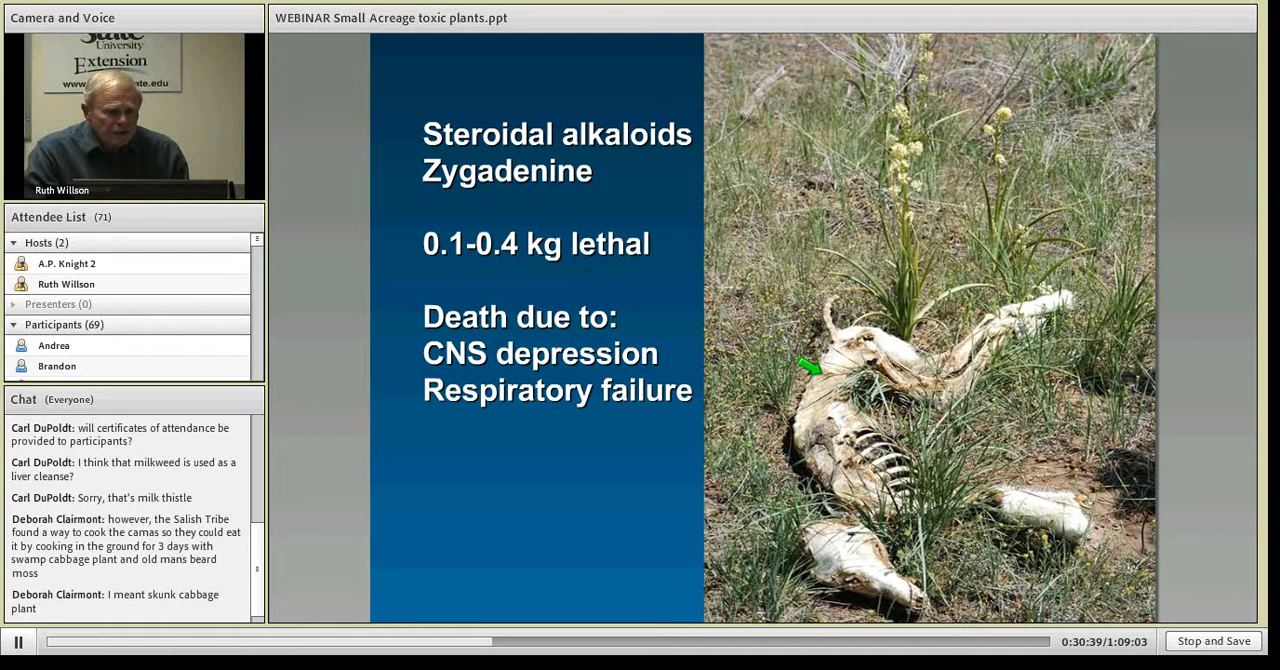 Camera and Voice
State
University
Extension
Ruth Willson
Attendee List (71)
Hosts (2)
A.P. Knight 2
Ruth Willson
Presenters (0)
Participants (69)
Andrea
Brandon
Chat (Everyone)
Carl DuPoldt: will certificates of attendance be
provided to participants?
Carl DuPoldt: I think that milkweed is used as a
liver cleanse?
Carl DuPoldt: Sorry, that's milk thistle
Deborah Clairmont: however, the Salish Tribe
found a way to cook the camas so they could eat
it by cooking in the ground for 3 days with
swamp cabbage plant and old mans beard
moss
Deborah Clairmont: I meant skunk cabbage
plant
WEBINAR Small Acreage toxic plants.ppt
Steroidal alkaloids
Zygadenine
0.1-0.4 kg lethal
Death due to:
CNS depression
Respiratory failure
0:30:39/1:09:03
Stop and Save